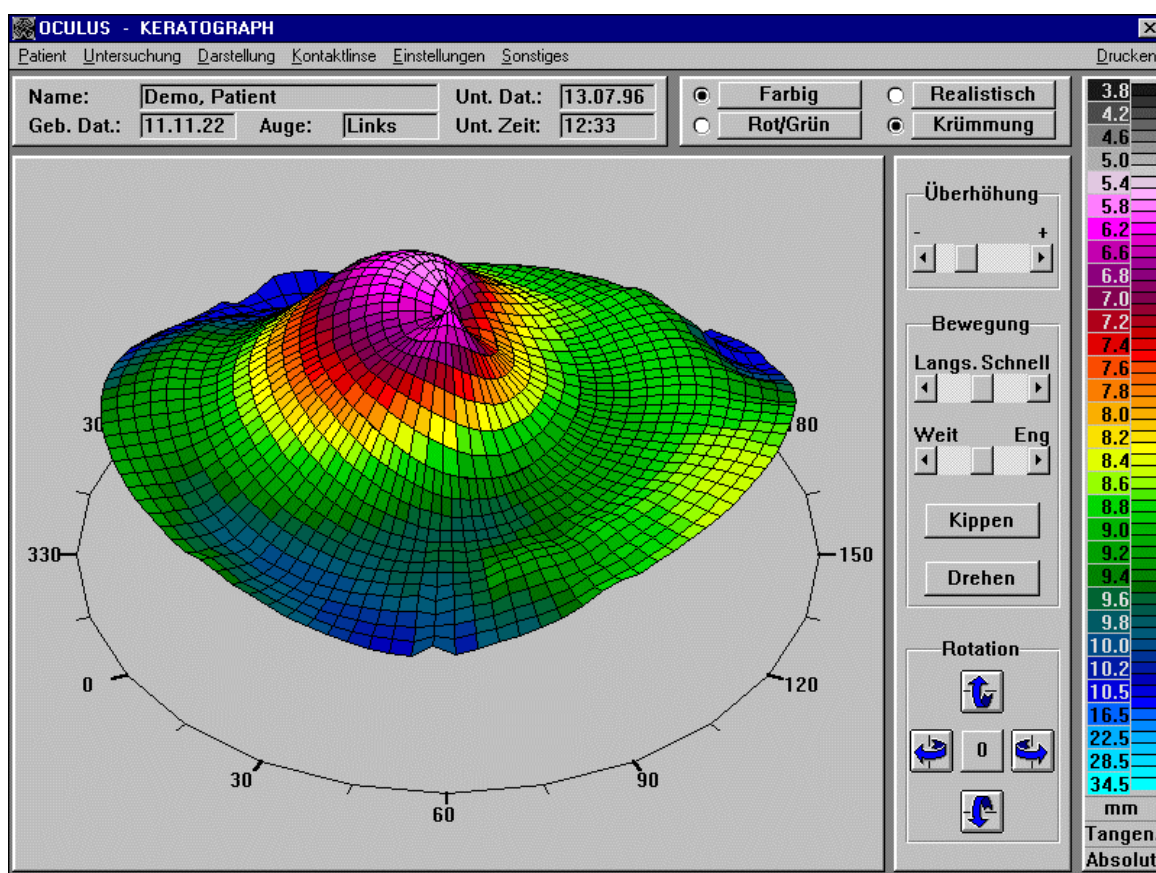 OCULUS - KERATOGRAPH
Patient Untersuchung Darstellung Kontaktlinse Einstellungen Sonstiges Drucken
Name: Demo, Patient Unt. Dat.: 13.07.96
Geb. Dat.: 11.11.22 Auge: Links Unt. Zeit: 12:33
Farbig Realistisch
Rot/Grün Krümmung
30 80
330 150
0 120
30 90
60
Überhöhung
- +
Bewegung
Langs. Schnell
Weit Eng
Kippen
Drehen
Rotation
0
3.8
4.2
4.6
5.0
5.4
5.8
6.2
6.6
6.8
7.0
7.2
7.4
7.6
7.8
8.0
8.2
8.4
8.6
8.8
9.0
9.2
9.4
9.6
9.8
10.0
10.2
10.5
16.5
22.5
28.5
34.5
mm
Tangen.
Absolut